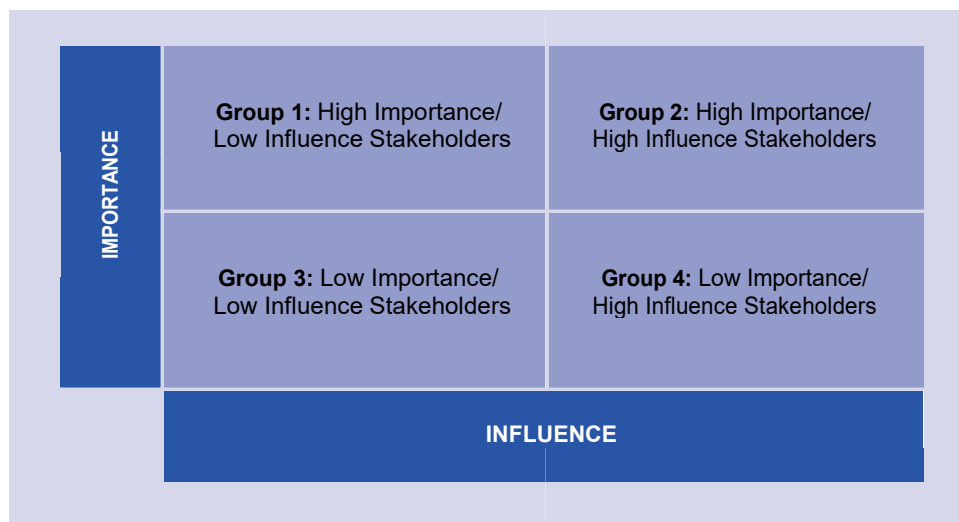 IMPORTANCE
Group 1: High Importance/
Low Influence Stakeholders
Group 2: High Importance/
High Influence Stakeholders
Group 3: Low Importance/
Low Influence Stakeholders
Group 4: Low Importance/
High Influence Stakeholders
INFLUENCE